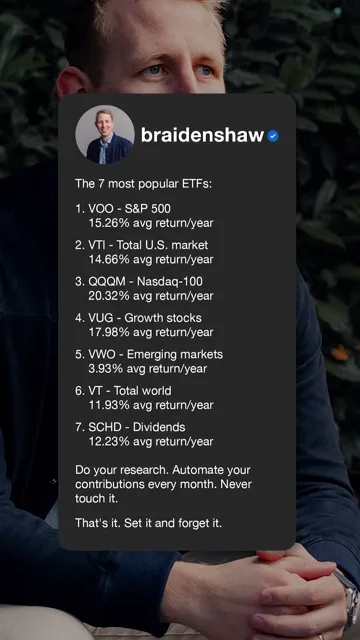 braidenshaw
The 7 most popular ETFs:
1. VOO - S&P 500
15.26% avg return/year
2. VTI - Total U.S. market
14.66% avg return/year
3. QQQM - Nasdaq-100
20.32% avg return/year
4. VUG - Growth stocks
17.98% avg return/year
5. VWO - Emerging markets
3.93% avg return/year
6. VT - Total world
11.93% avg return/year
7. SCHD - Dividends
12.23% avg return/year
Do your research. Automate your
contributions every month. Never
touch it.
That's it. Set it and forget it.